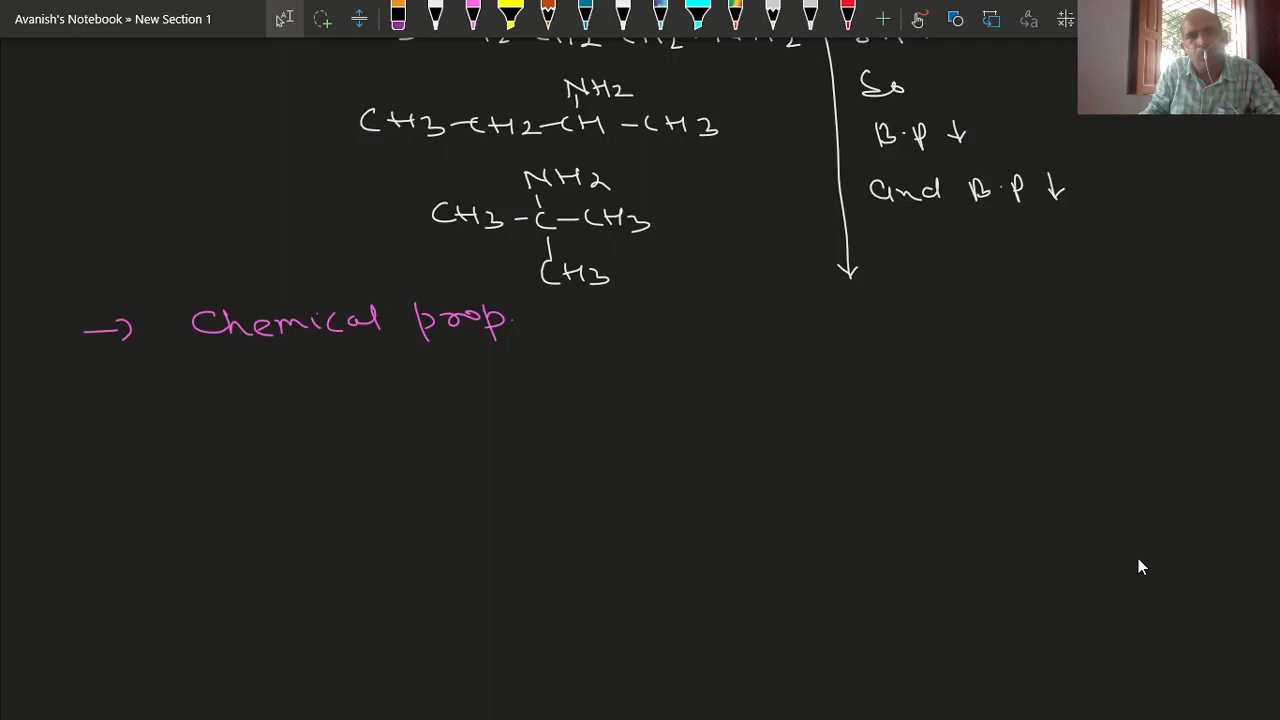 Avanish's Notebook » New Section 1
So
NH2
CH3-CH2-CH-CH3
B.P ↓
NH2
and B.P ↓
CH3-C-CH3
CH3
→ Chemical prop.